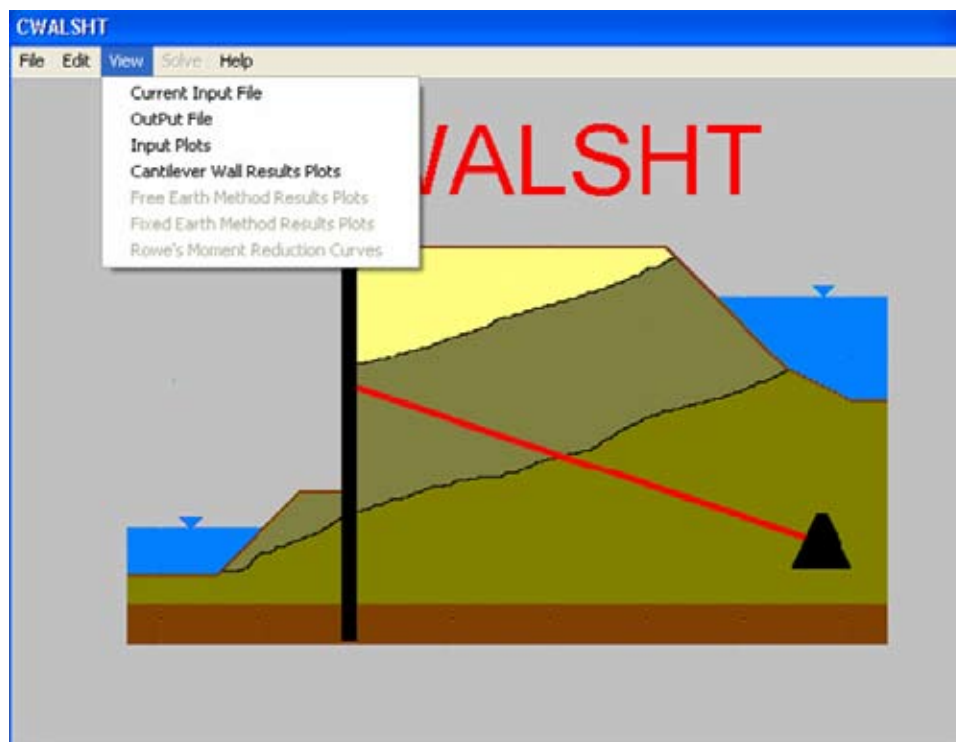 CWALSHT
File Edit View Solve Help
Current Input File
OutPut File
Input Plots
Cantilever Wall Results Plots
Free Earth Method Results Plots
Fixed Earth Method Results Plots
Rowe's Moment Reduction Curves
WALSHT